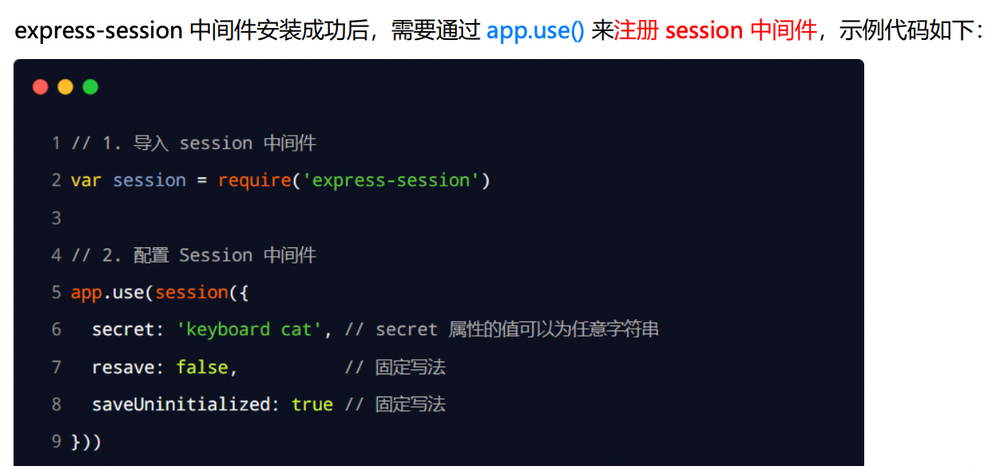 express-session 中间件安装成功后，需要通过 app.use() 来注册 session 中间件，示例代码如下：
1 // 1. 导入 session 中间件
2 var session = require('express-session')
3
4 // 2. 配置 Session 中间件
5 app.use(session({
6   secret: 'keyboard cat', // secret 属性的值可以为任意字符串
7   resave: false,          // 固定写法
8   saveUninitialized: true // 固定写法
9 }))